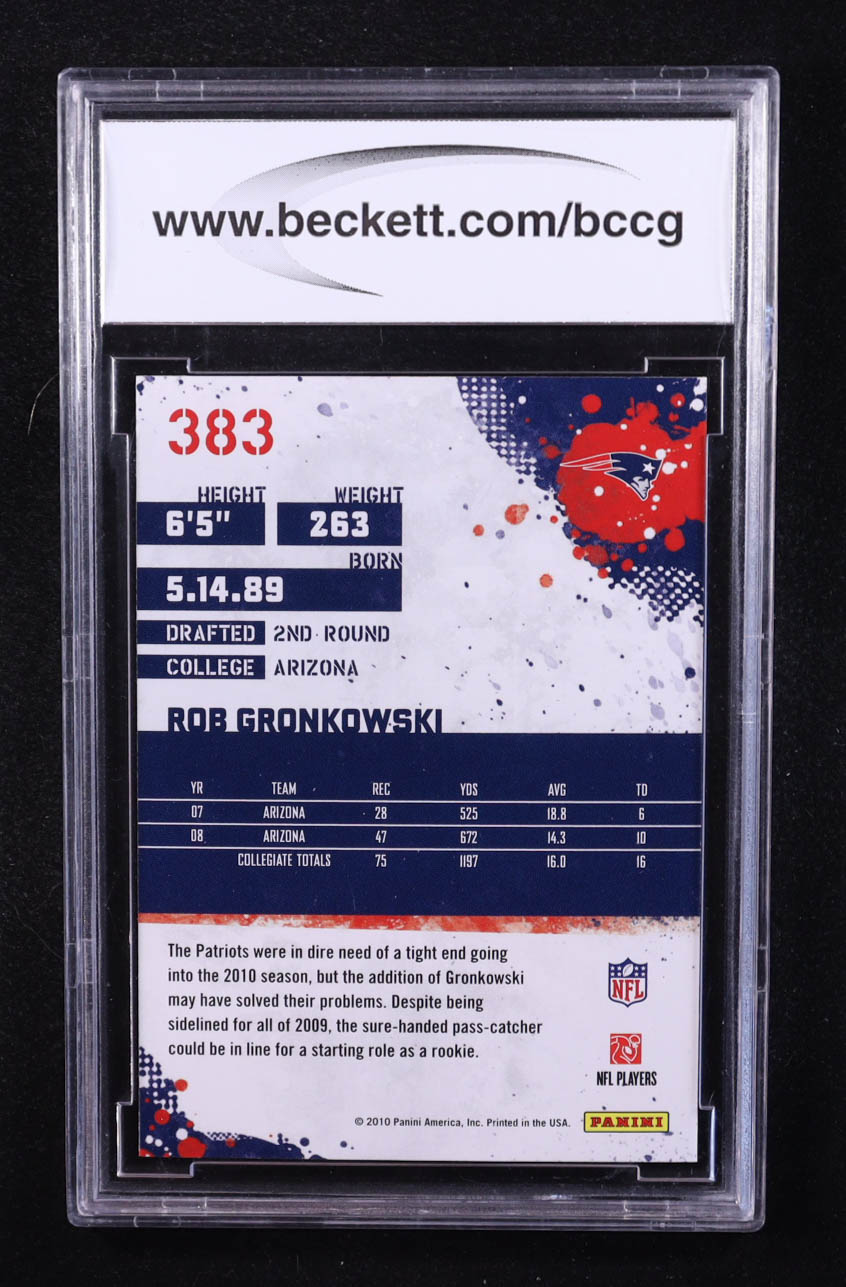 www.beckett.com/bccg
383
HEIGHT WEIGHT
6'5" 263
BORN
5.14.89
DRAFTED 2ND ROUND
COLLEGE ARIZONA
ROB GRONKOWSKI
YR TEAM REC YDS AVG TD
07 ARIZONA 28 525 18.8 6
08 ARIZONA 47 672 14.3 10
COLLEGIATE TOTALS 75 1197 16.0 16
The Patriots were in dire need of a tight end going
into the 2010 season, but the addition of Gronkowski
may have solved their problems. Despite being
sidelined for all of 2009, the sure-handed pass-catcher
could be in line for a starting role as a rookie.
NFL
NFL PLAYERS
© 2010 Panini America, Inc. Printed in the USA. PANINI